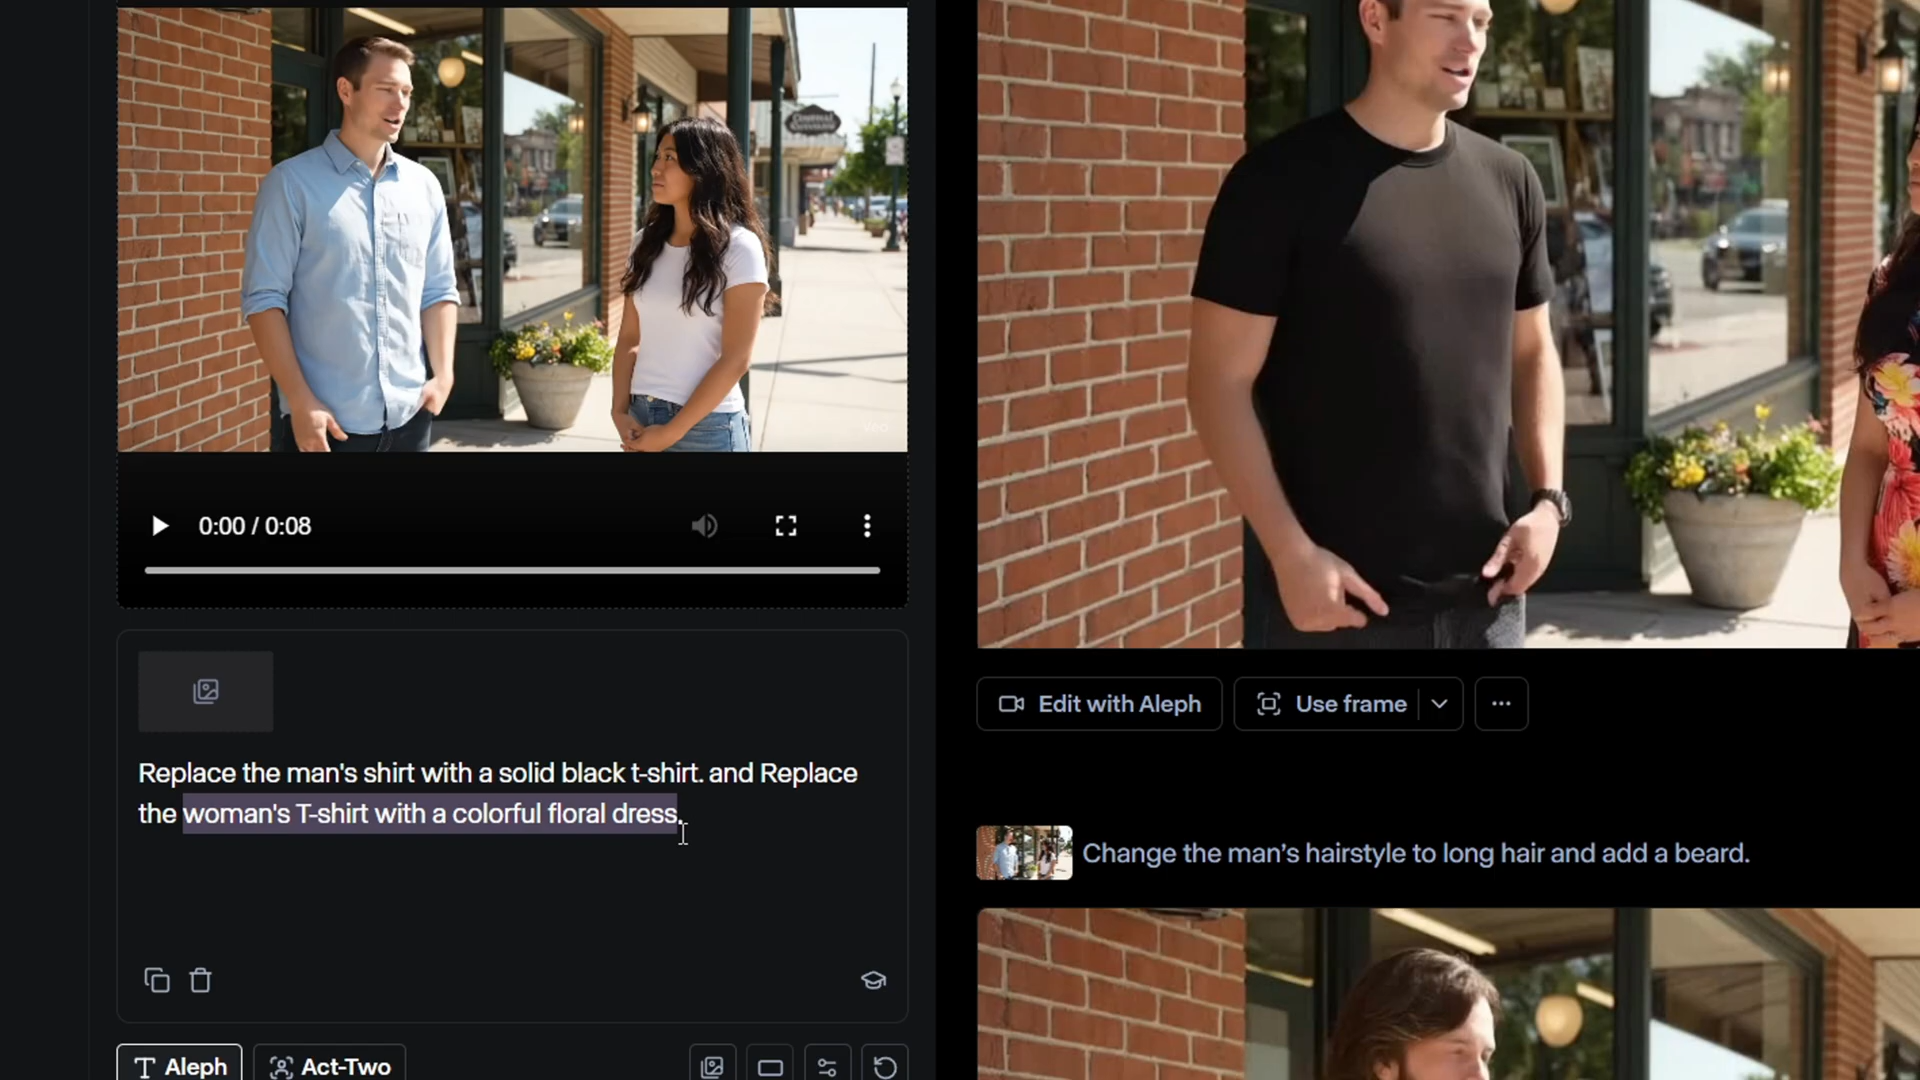 0:00 / 0:08
Replace the man's shirt with a solid black t-shirt. and Replace
the woman's T-shirt with a colorful floral dress.
Aleph
Act-Two
Edit with Aleph
Use frame
Change the man's hairstyle to long hair and add a beard.